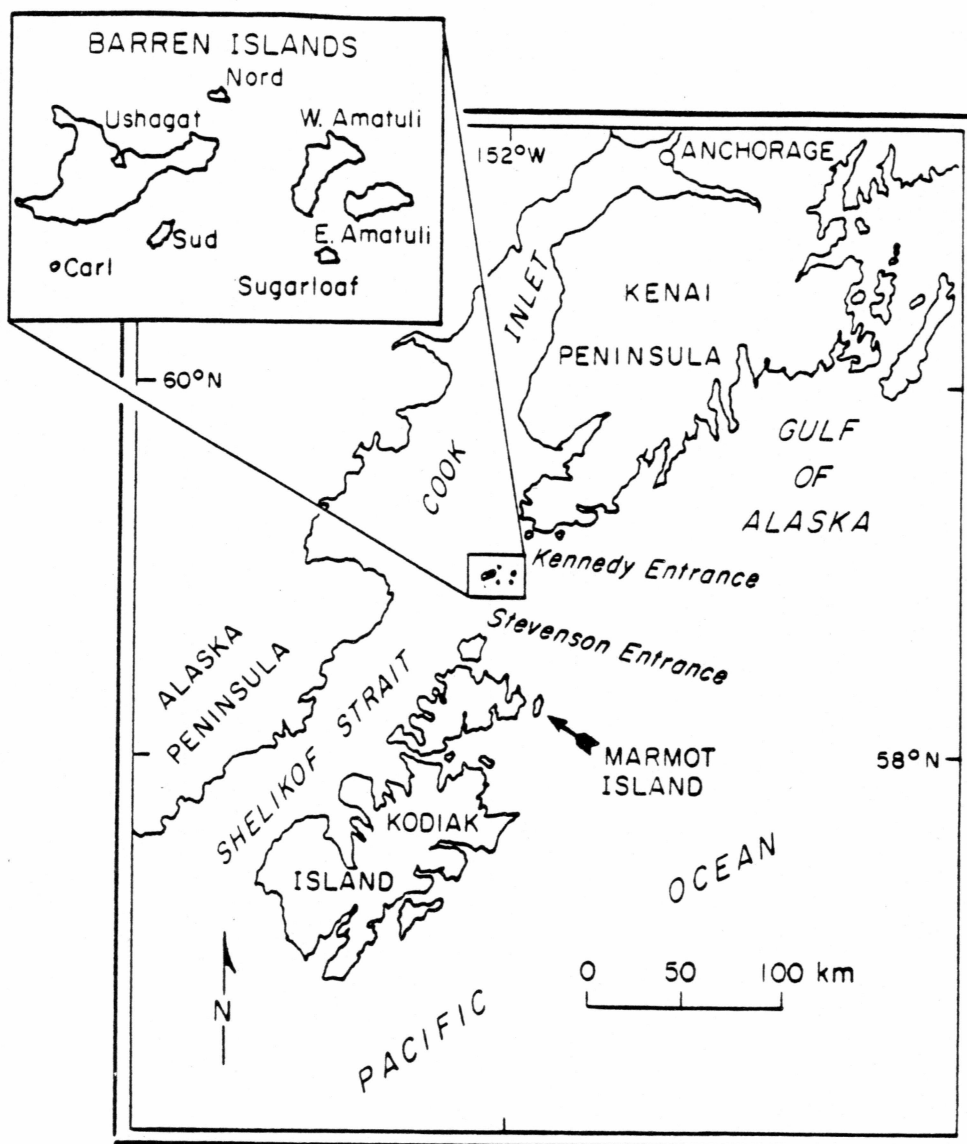 BARREN ISLANDS
Nord
Ushagat
W. Amatuli
Sud
E. Amatuli
Carl
Sugarloaf
152°W
ANCHORAGE
COOK INLET
KENAI
PENINSULA
60°N
GULF
OF
ALASKA
Kennedy Entrance
Stevenson Entrance
ALASKA
PENINSULA
SHELIKOF STRAIT
MARMOT
ISLAND
58°N
KODIAK
ISLAND
PACIFIC OCEAN
0 50 100 km
N